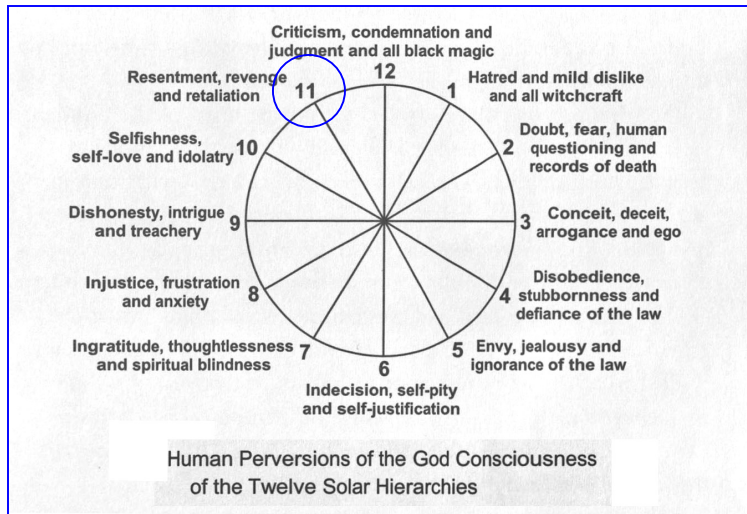 Criticism, condemnation and
judgment and all black magic
12
Hatred and mild dislike
and all witchcraft
1
Doubt, fear, human
questioning and
records of death
2
Conceit, deceit,
arrogance and ego
3
Disobedience,
stubbornness and
defiance of the law
4
Envy, jealousy and
ignorance of the law
5
6
Indecision, self-pity
and self-justification
Ingratitude, thoughtlessness
and spiritual blindness
7
Injustice, frustration
and anxiety
8
Dishonesty, intrigue
and treachery
9
Selfishness,
self-love and idolatry
10
Resentment, revenge
and retaliation
11
Human Perversions of the God Consciousness
of the Twelve Solar Hierarchies